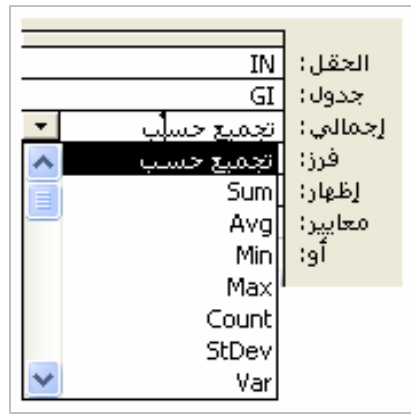 الحقل: IN
جدول: GI
إجمالي: تجميع حسب
فرز: تجميع حسب
إظهار: Sum
معايير: Avg
أو: Min
Max
Count
StDev
Var